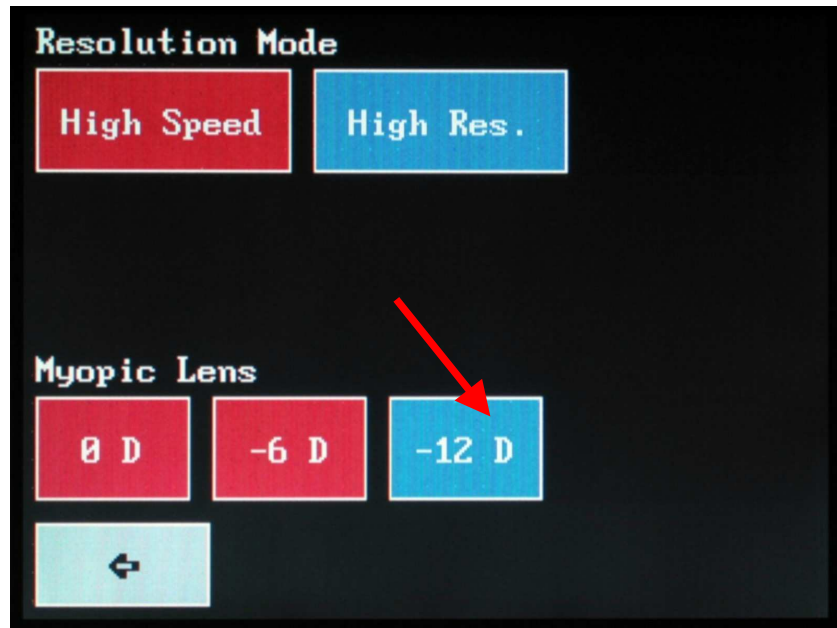 Resolution Mode
High Speed High Res.
Myopic Lens
0 D -6 D -12 D